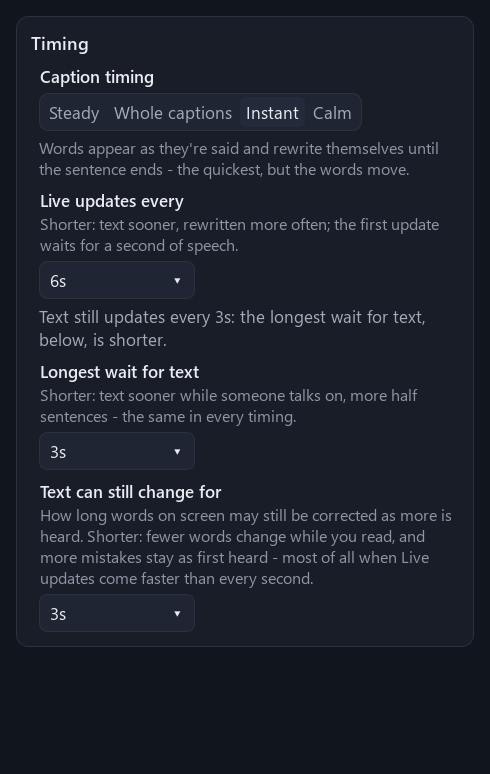 Timing
Caption timing
Steady Whole captions Instant Calm
Words appear as they're said and rewrite themselves until
the sentence ends - the quickest, but the words move.
Live updates every
Shorter: text sooner, rewritten more often; the first update
waits for a second of speech.
6s
Text still updates every 3s: the longest wait for text,
below, is shorter.
Longest wait for text
Shorter: text sooner while someone talks on, more half
sentences - the same in every timing.
3s
Text can still change for
How long words on screen may still be corrected as more is
heard. Shorter: fewer words change while you read, and
more mistakes stay as first heard - most of all when Live
updates come faster than every second.
3s